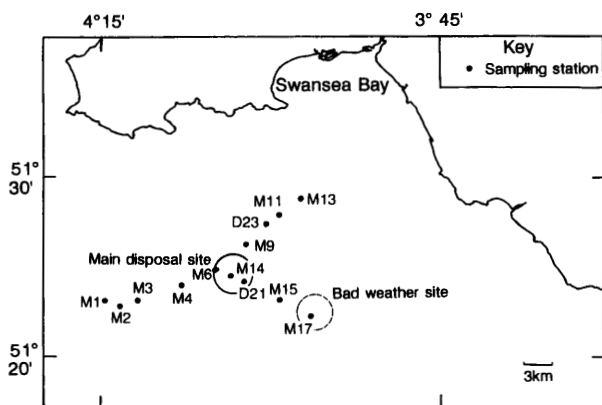 4° 15'
3° 45'
Key
Sampling station
Swansea Bay
51°
30'
M11
M13
D23
M9
Main disposal site
M6
M14
M3
M15
Bad weather site
M1
M4
D21
M2
M17
51°
20'
3km